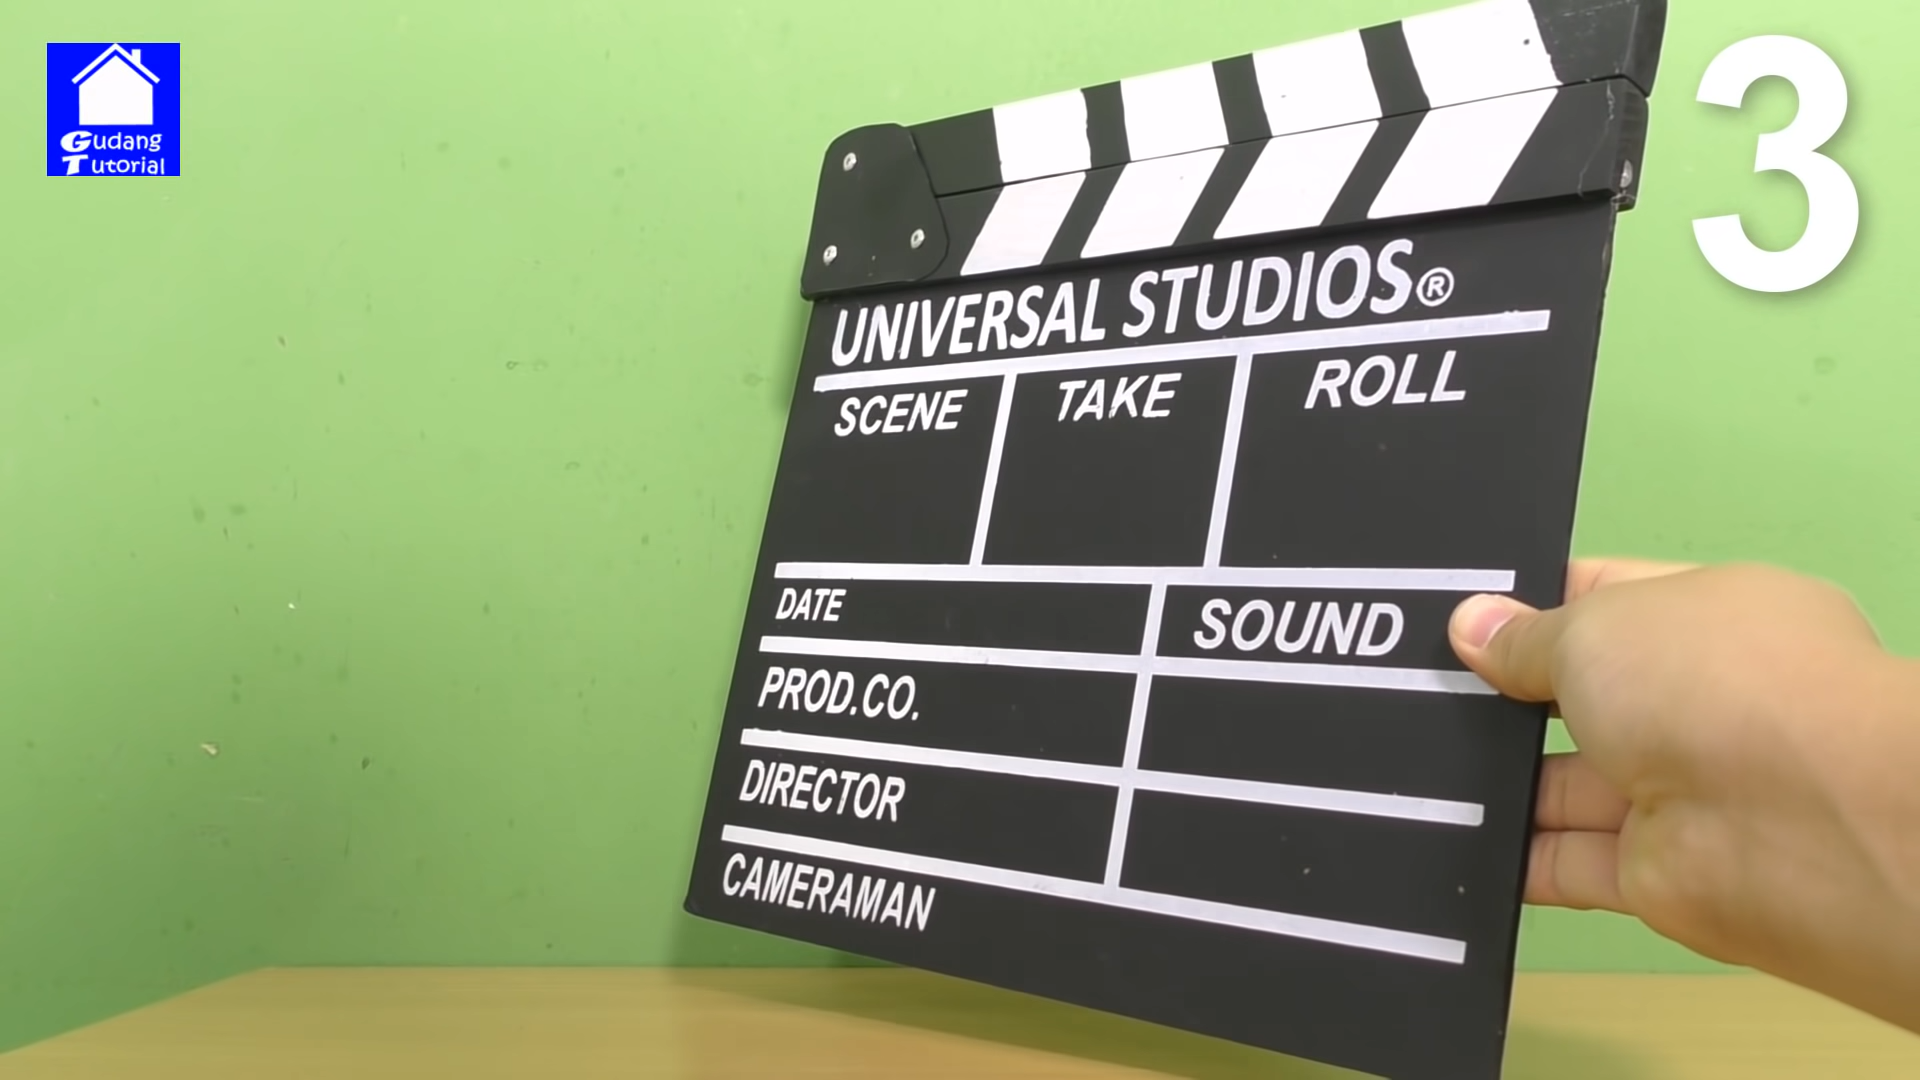 Gudang
Tutorial
3
UNIVERSAL STUDIOS®
SCENE
TAKE
ROLL
DATE
SOUND
PROD.CO.
DIRECTOR
CAMERAMAN